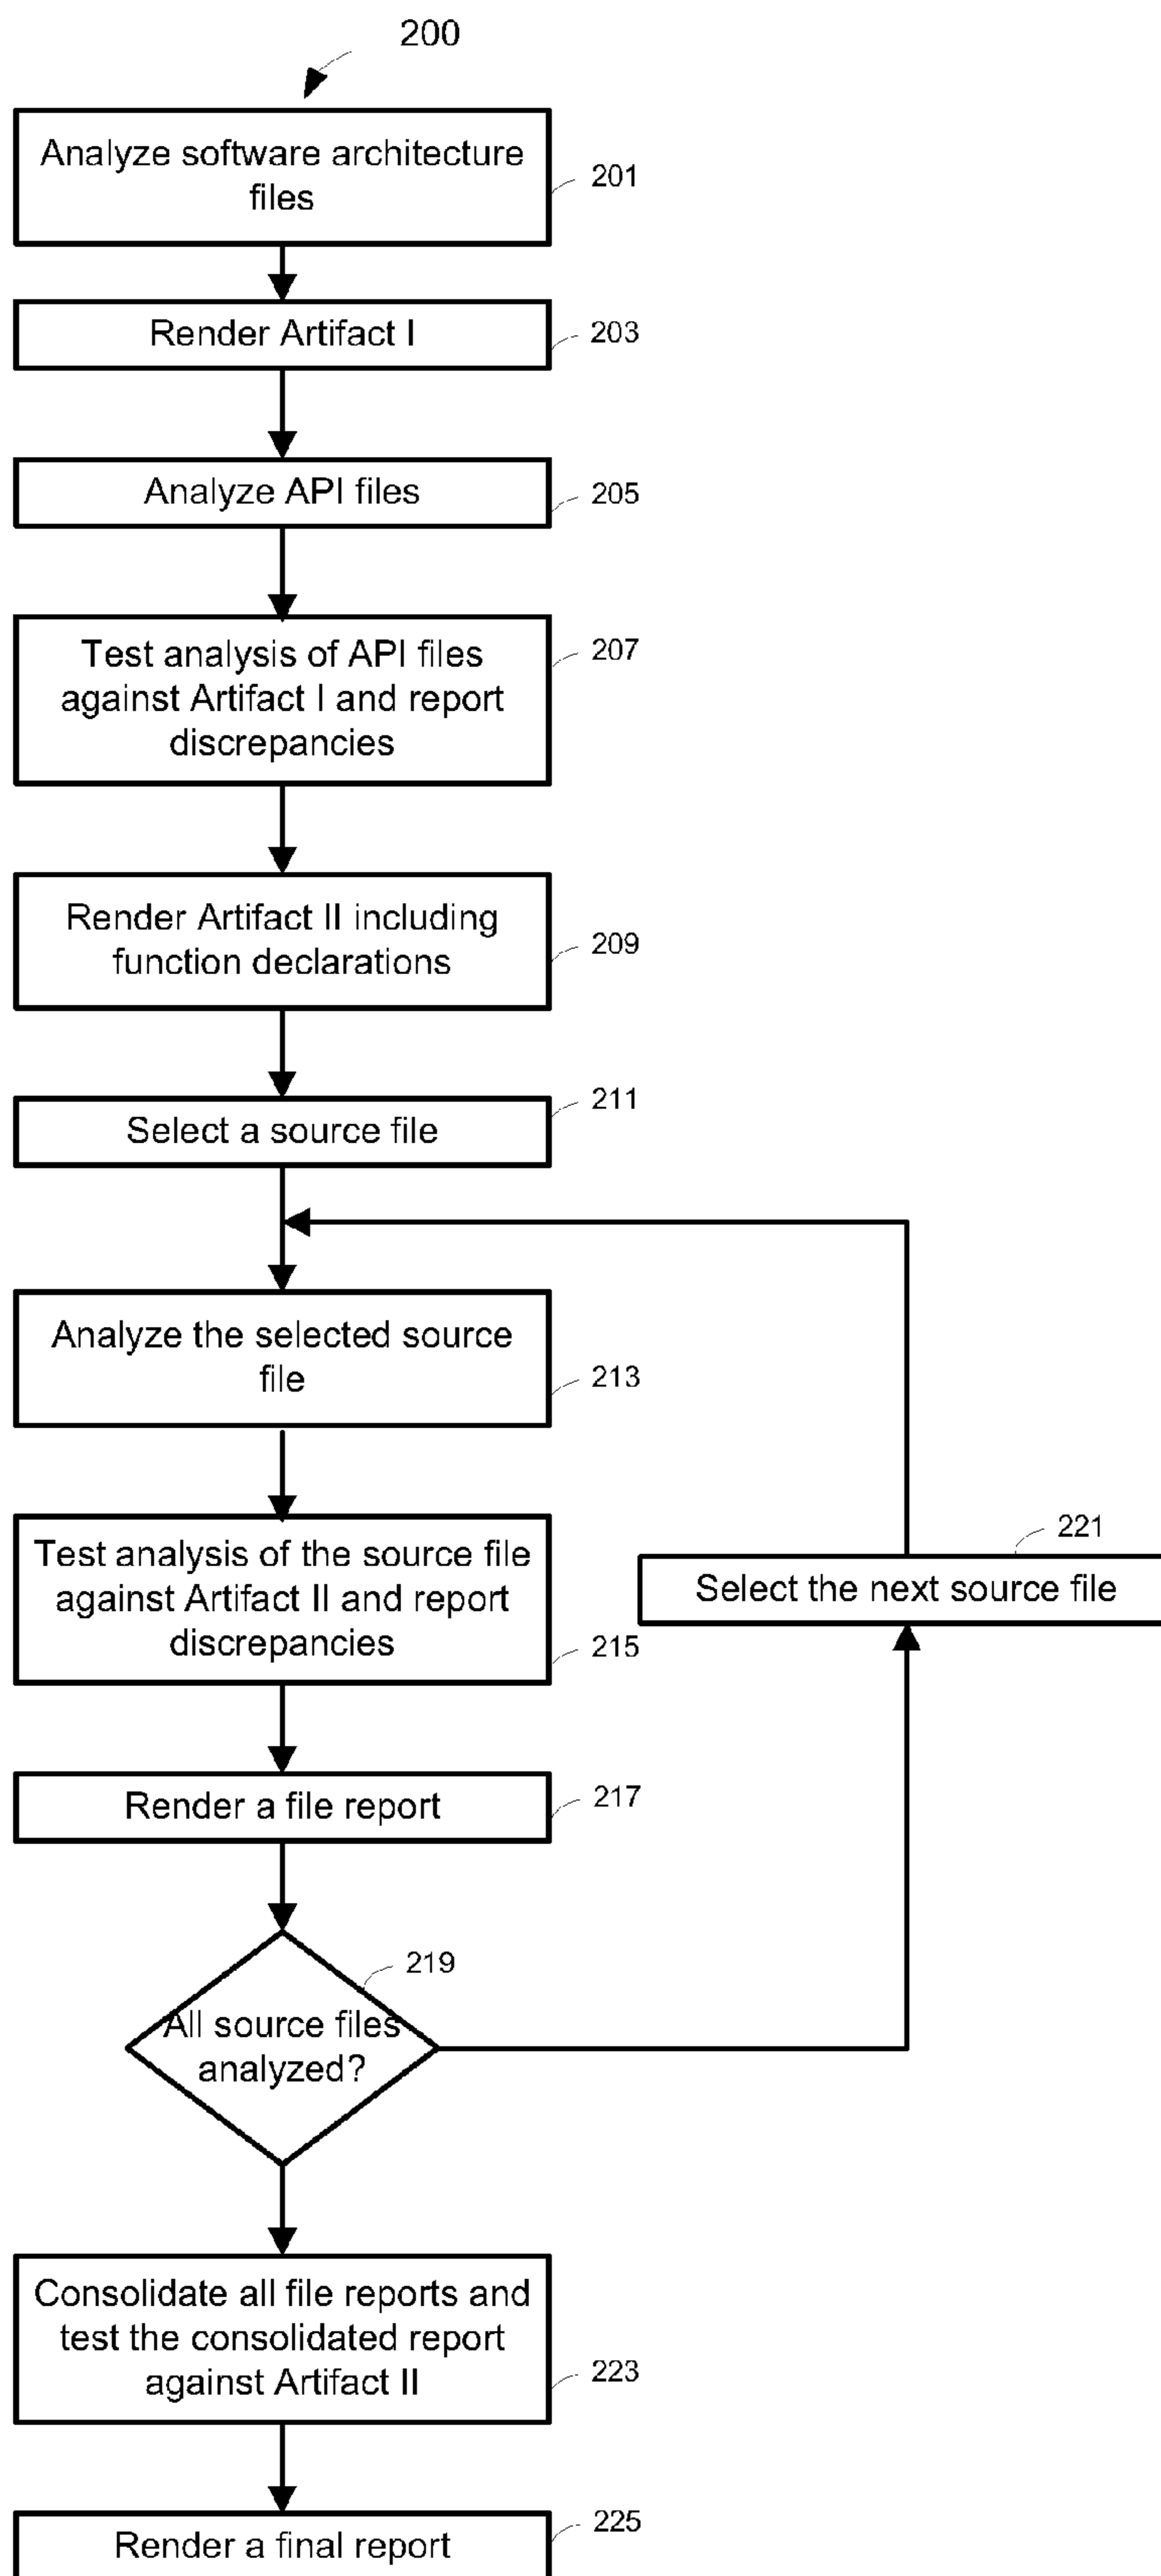 200
Analyze software architecture
files
201
Render Artifact I
203
Analyze API files
205
Test analysis of API files
against Artifact I and report
discrepancies
207
Render Artifact II including
function declarations
209
Select a source file
211
Analyze the selected source
file
213
Test analysis of the source file
against Artifact II and report
discrepancies
215
Select the next source file
221
Render a file report
217
All source files
analyzed?
219
Consolidate all file reports and
test the consolidated report
against Artifact II
223
Render a final report
225